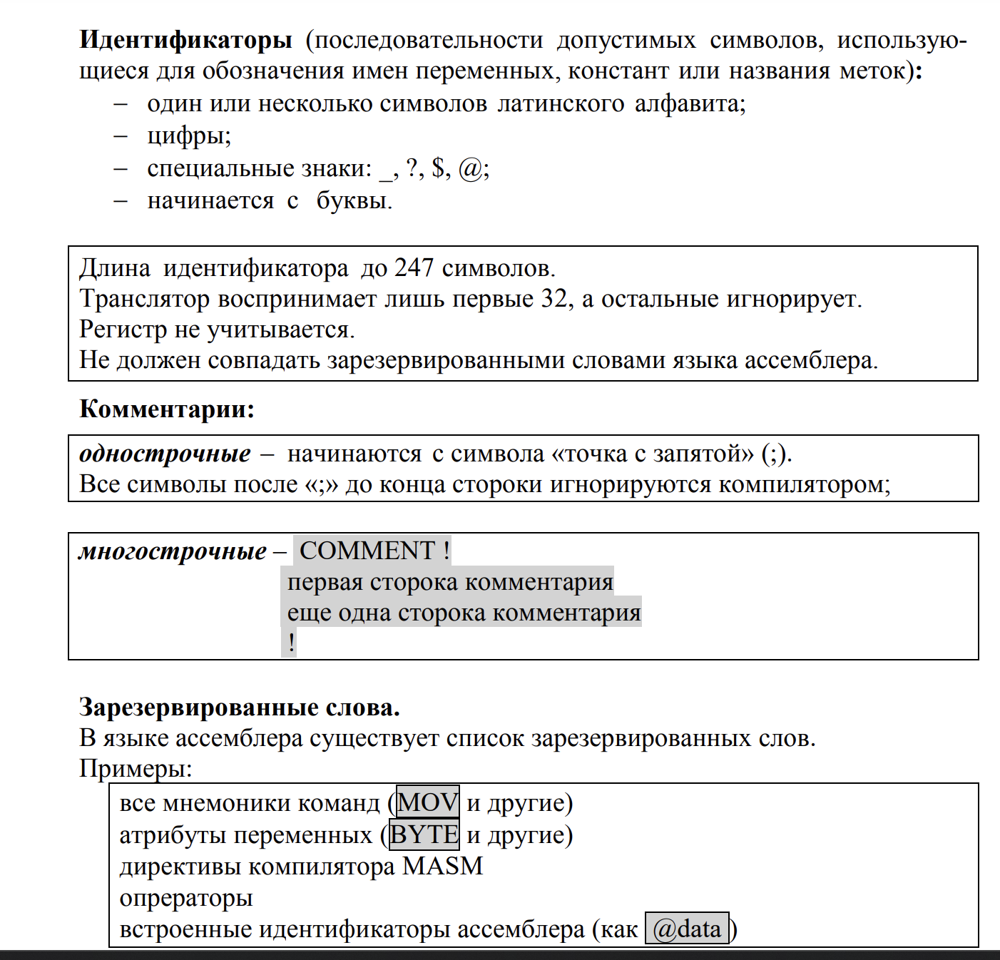 Идентификаторы (последовательности допустимых символов, использую-
щиеся для обозначения имен переменных, констант или названия меток):
– один или несколько символов латинского алфавита;
– цифры;
– специальные знаки: _, ?, $, @;
– начинается с буквы.
Длина идентификатора до 247 символов.
Транслятор воспринимает лишь первые 32, а остальные игнорирует.
Регистр не учитывается.
Не должен совпадать зарезервированными словами языка ассемблера.
Комментарии:
однострочные – начинаются с символа «точка с запятой» (;).
Все символы после «;» до конца стороки игнорируются компилятором;
многострочные – COMMENT !
первая сторока комментария
еще одна сторока комментария
!
Зарезервированные слова.
В языке ассемблера существует список зарезервированных слов.
Примеры:
все мнемоники команд (MOV и другие)
атрибуты переменных (BYTE и другие)
директивы компилятора MASM
опрераторы
встроенные идентификаторы ассемблера (как @data )